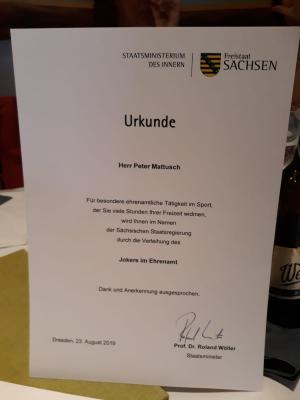 STAATSMINISTERIUM
DES INNERN
Freistaat
SACHSEN
Urkunde
Herr Peter Mattusch
Für besondere ehrenamtliche Tätigkeit im Sport,
der Sie viele Stunden Ihrer Freizeit widmen,
wird Ihnen im Namen
der Sächsischen Staatsregierung
durch die Verleihung des
Jokers im Ehrenamt
Dank und Anerkennung ausgesprochen.
Dresden, 23. August 2019
Prof. Dr. Roland Wöller
Staatsminister